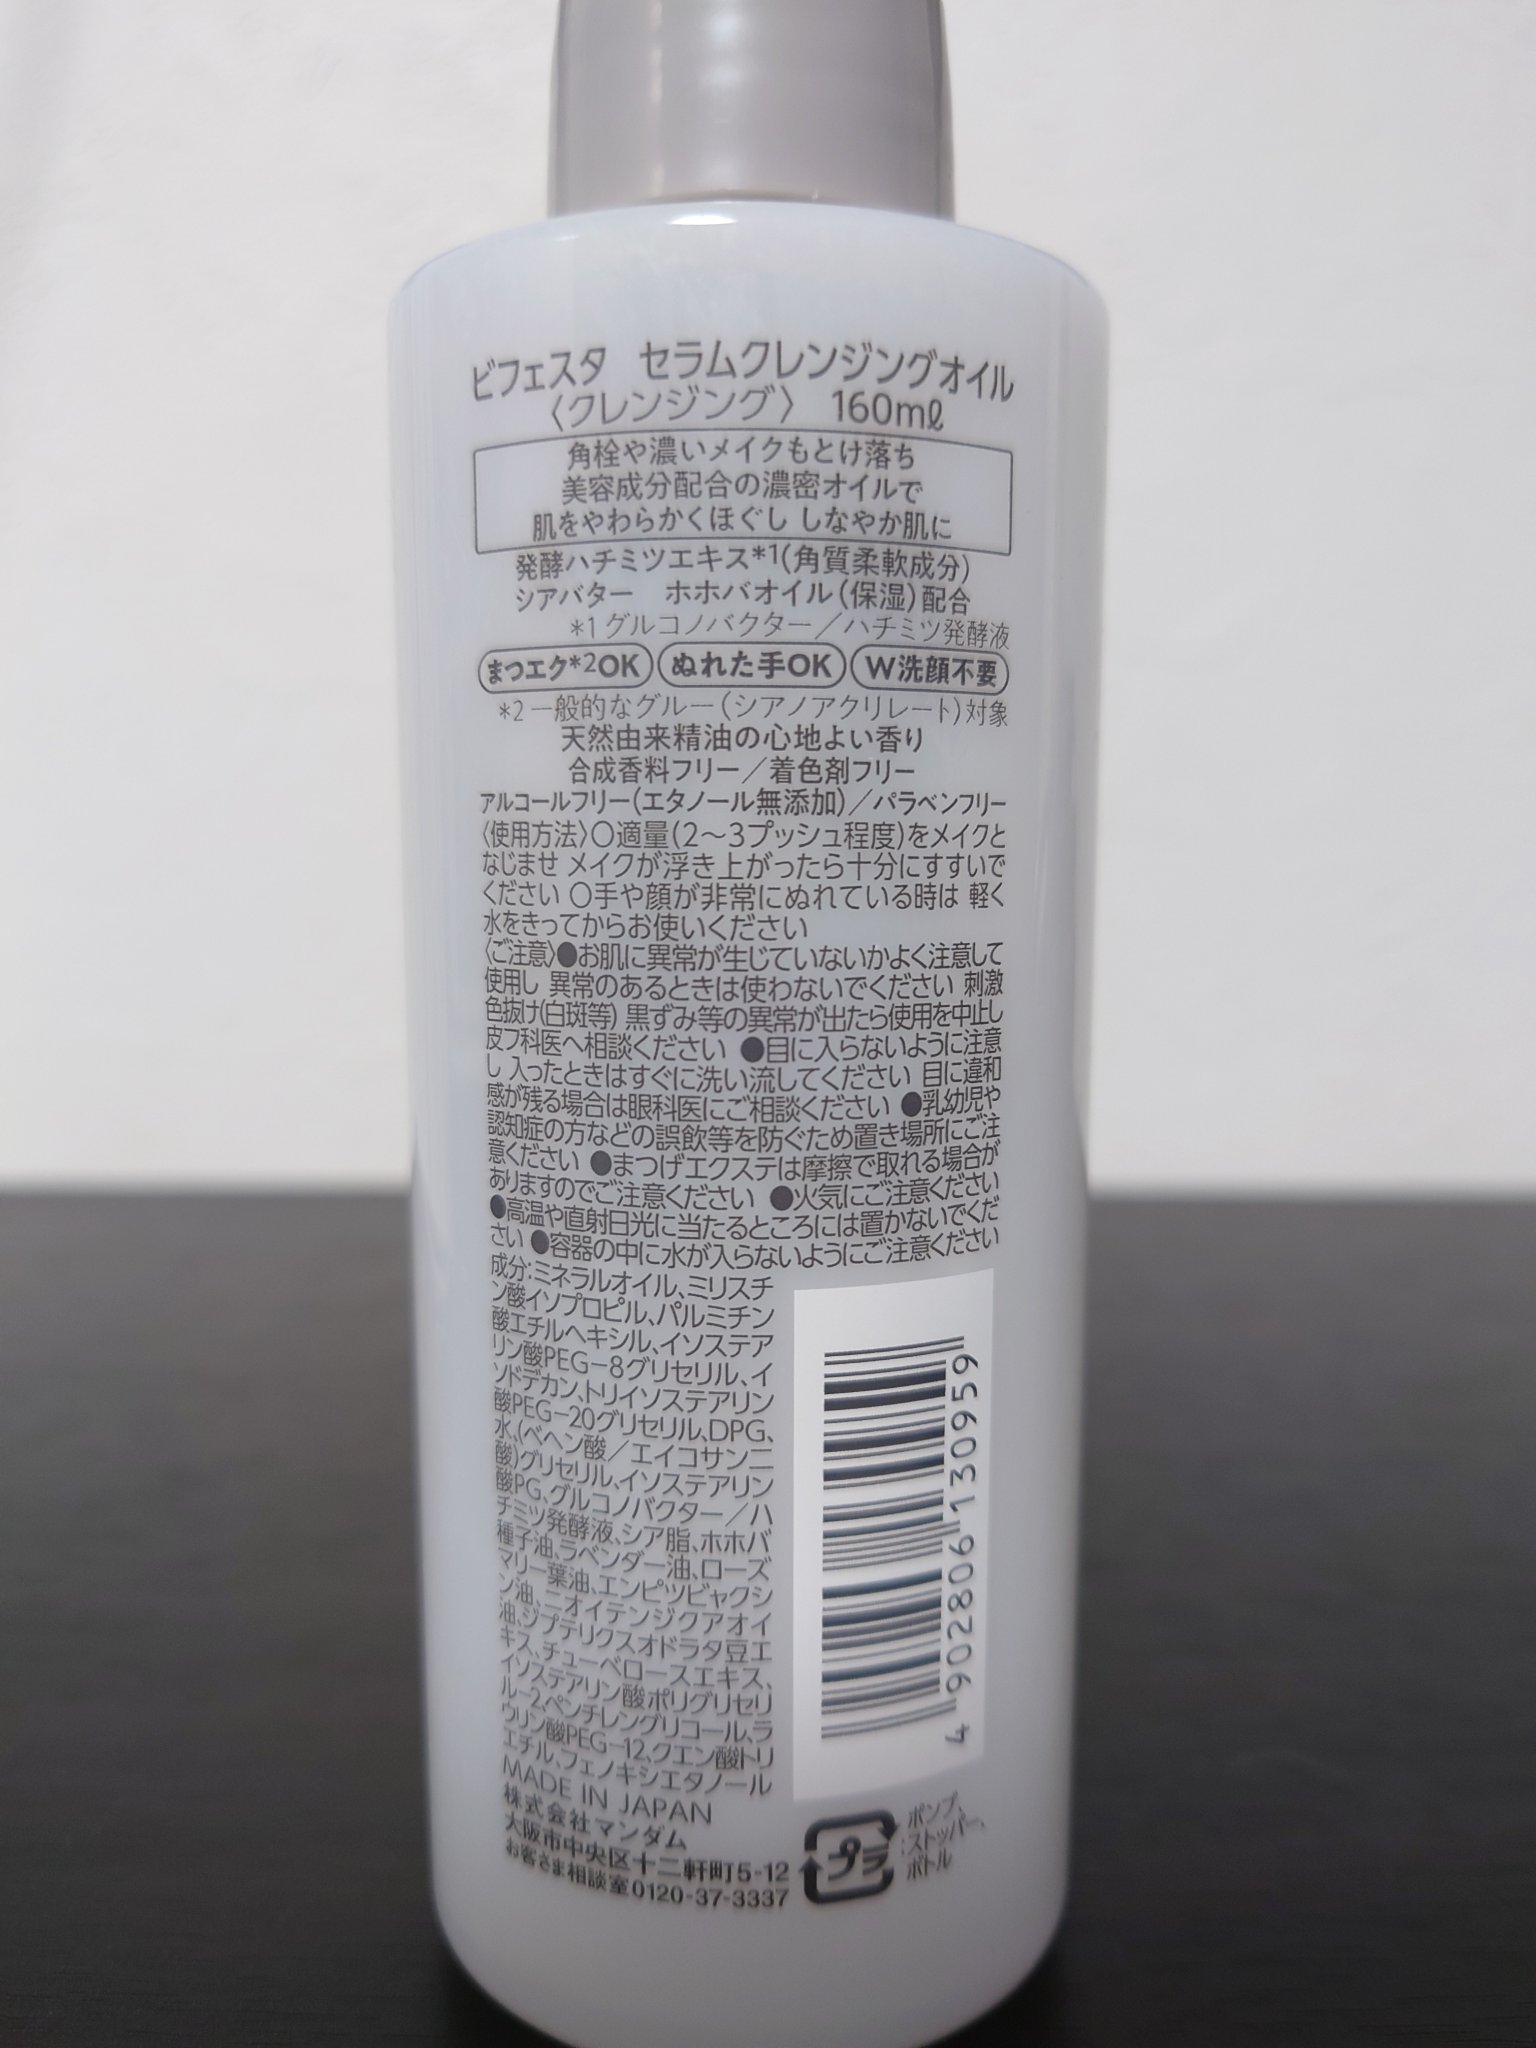 ビフェスタ セラムクレンジングオイル
〈クレンジング〉 160mℓ
角栓や濃いメイクもとけ落ち
美容成分配合の濃密オイルで
肌をやわらかくほぐし しなやか肌に
発酵ハチミツエキス*1(角質柔軟成分)
シアバター ホホバオイル(保湿)配合
*1 グルコノバクター／ハチミツ発酵液
まつエク*2OK ぬれた手OK W洗顔不要
*2 一般的なグルー(シアノアクリレート)対象
天然由来精油の心地よい香り
合成香料フリー／着色剤フリー
アルコールフリー(エタノール無添加)／パラベンフリー
〈使用方法〉○適量(2～3プッシュ程度)をメイクと
なじませ メイクが浮き上がったら十分にすすいで
ください ○手や顔が非常にぬれている時は 軽く
水をきってからお使いください
〈ご注意〉●お肌に異常が生じていないかよく注意して
使用し 異常のあるときは使わないでください 刺激
色抜け(白斑等) 黒ずみ等の異常が出たら使用を中止し
皮フ科医へ相談ください ●目に入らないように注意
し 入ったときはすぐに洗い流してください 目に違和
感が残る場合は眼科医にご相談ください ●乳幼児や
認知症の方などの誤飲等を防ぐため置き場所にご注
意ください ●まつげエクステは摩擦で取れる場合が
ありますのでご注意ください ●火気にご注意ください
●高温や直射日光に当たるところには置かないでくだ
さい ●容器の中に水が入らないようにご注意ください
成分:ミネラルオイル、ミリスチ
ン酸イソプロピル、パルミチン
酸エチルヘキシル、イソステア
リン酸PEG-8グリセリル、イ
ソドデカン、トリイソステアリン
酸PEG-20グリセリル、DPG、
水、(ベヘン酸／エイコサン二
酸)グリセリル、イソステアリン
酸PG、グルコノバクター／ハ
チミツ発酵液、シア脂、ホホバ
種子油、ラベンダー油、ローズ
マリー葉油、エンピツビャクシ
ン油、ニオイテンジクアオイ
油、ジプテリクスオドラタ豆エ
キス、チューベロースエキス、
イソステアリン酸ポリグリセリ
ル-2、ペンチレングリコール、ラ
ウリン酸PEG-12、クエン酸トリ
エチル、フェノキシエタノール
MADE IN JAPAN
株式会社マンダム
大阪市中央区十二軒町5-12
お客さま相談室0120-37-3337
4 902806 130959
プラ
ポンプ、
ストッパー、
ボトル